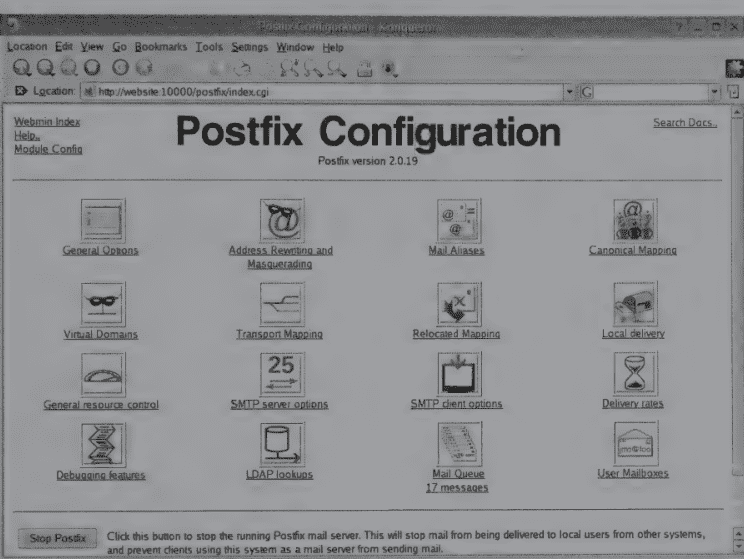 Postfix Configuration - Konqueror
Location Edit View Go Bookmarks Tools Settings Window Help
Location: http://website:10000/postfix/index.cgi
Webmin Index
Help..
Module Config
Postfix Configuration
Postfix version 2.0.19
Search Docs..
General Options
Address Rewriting and
Masquerading
Mail Aliases
Canonical Mapping
Virtual Domains
Transport Mapping
Relocated Mapping
Local delivery
General resource control
25
SMTP server options
SMTP client options
Delivery rates
Debugging features
LDAP lookups
Mail Queue
17 messages
User Mailboxes
Stop Postfix
Click this button to stop the running Postfix mail server. This will stop mail from being delivered to local users from other systems,
and prevent clients using this system as a mail server from sending mail.